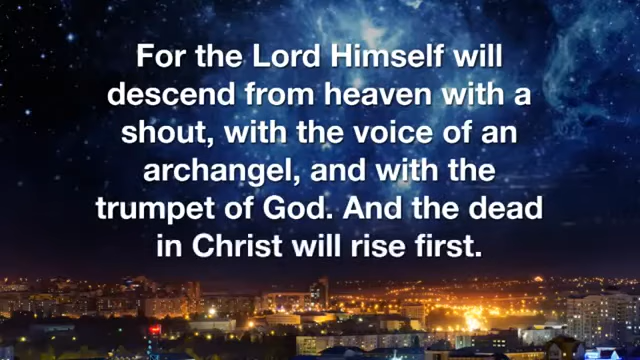 For the Lord Himself will
descend from heaven with a
shout, with the voice of an
archangel, and with the
trumpet of God. And the dead
in Christ will rise first.